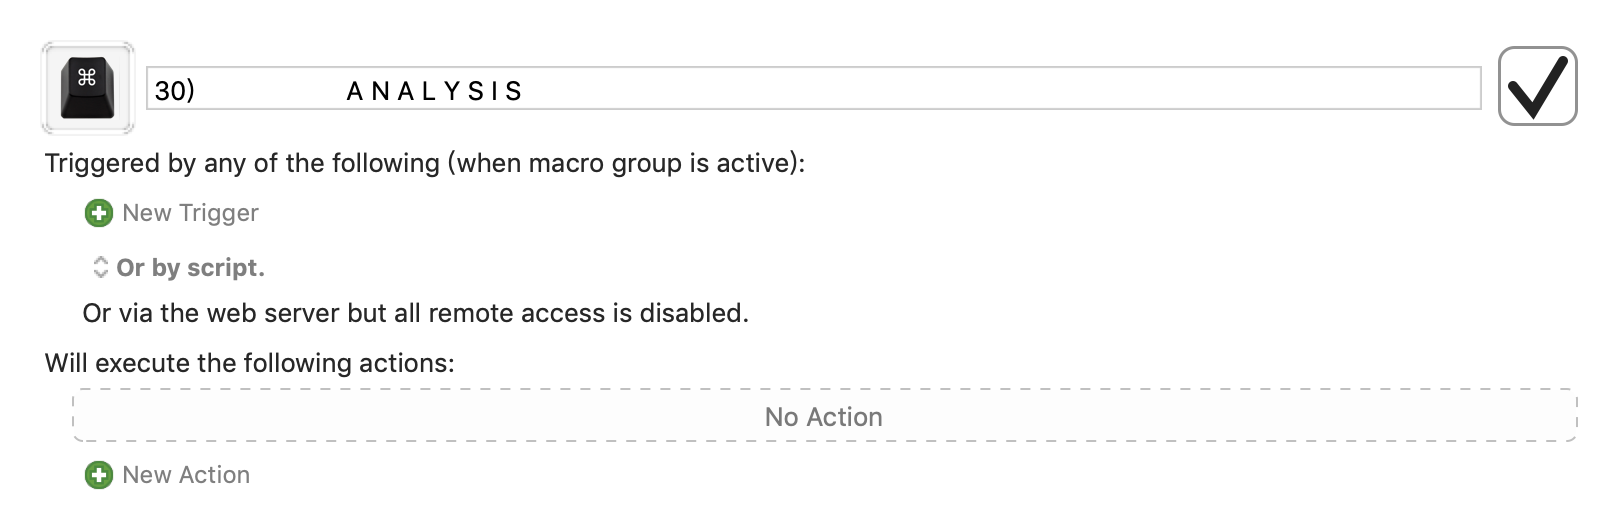 ⌘
30) A N A L Y S I S
Triggered by any of the following (when macro group is active):
New Trigger
Or by script.
Or via the web server but all remote access is disabled.
Will execute the following actions:
No Action
New Action